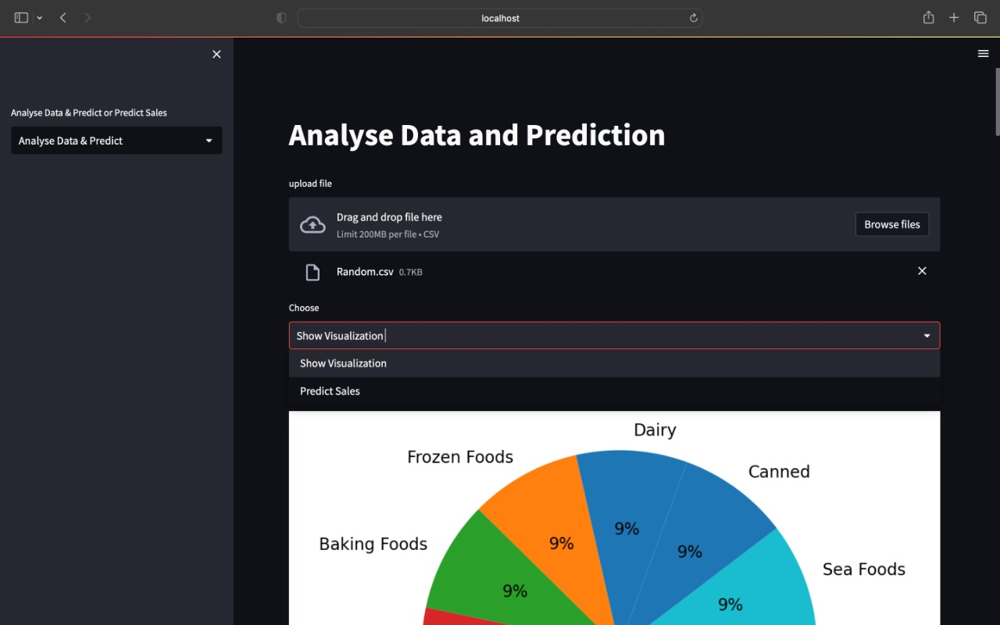 localhost
Analyse Data & Predict or Predict Sales
Analyse Data & Predict
Analyse Data and Prediction
upload file
Drag and drop file here
Limit 200MB per file • CSV
Browse files
Random.csv 0.7KB
Choose
Show Visualization
Show Visualization
Predict Sales
Dairy
Frozen Foods
Canned
9%
9%
9%
Baking Foods
Sea Foods
9%
9%